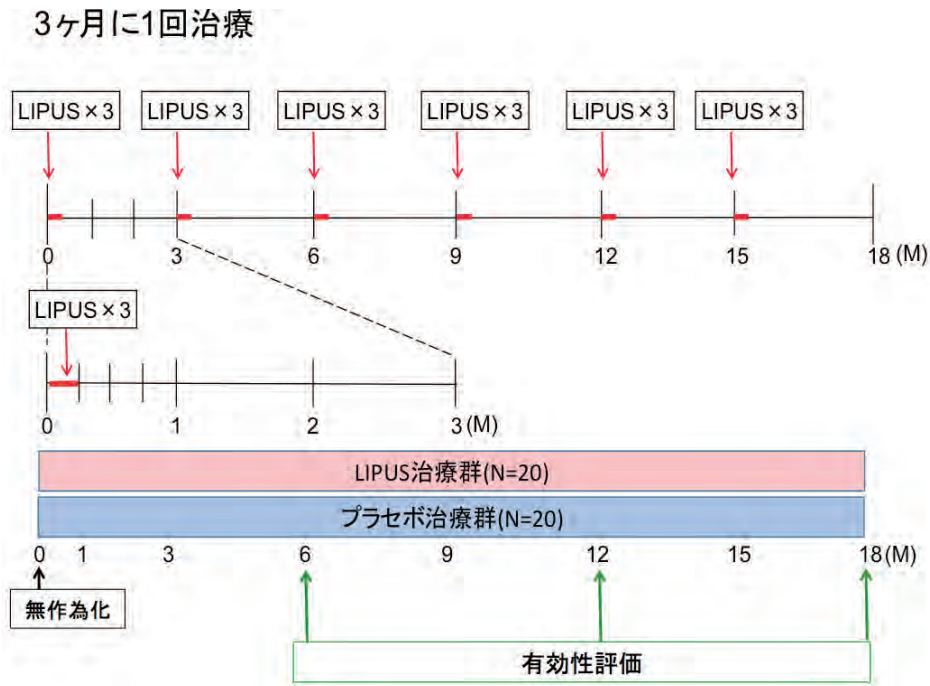 3ヶ月に1回治療
LIPUS×3 LIPUS×3 LIPUS×3 LIPUS×3 LIPUS×3 LIPUS×3
0 3 6 9 12 15 18 (M)
LIPUS×3
0 1 2 3 (M)
LIPUS治療群(N=20)
プラセボ治療群(N=20)
0 1 3 6 9 12 15 18 (M)
無作為化
有効性評価